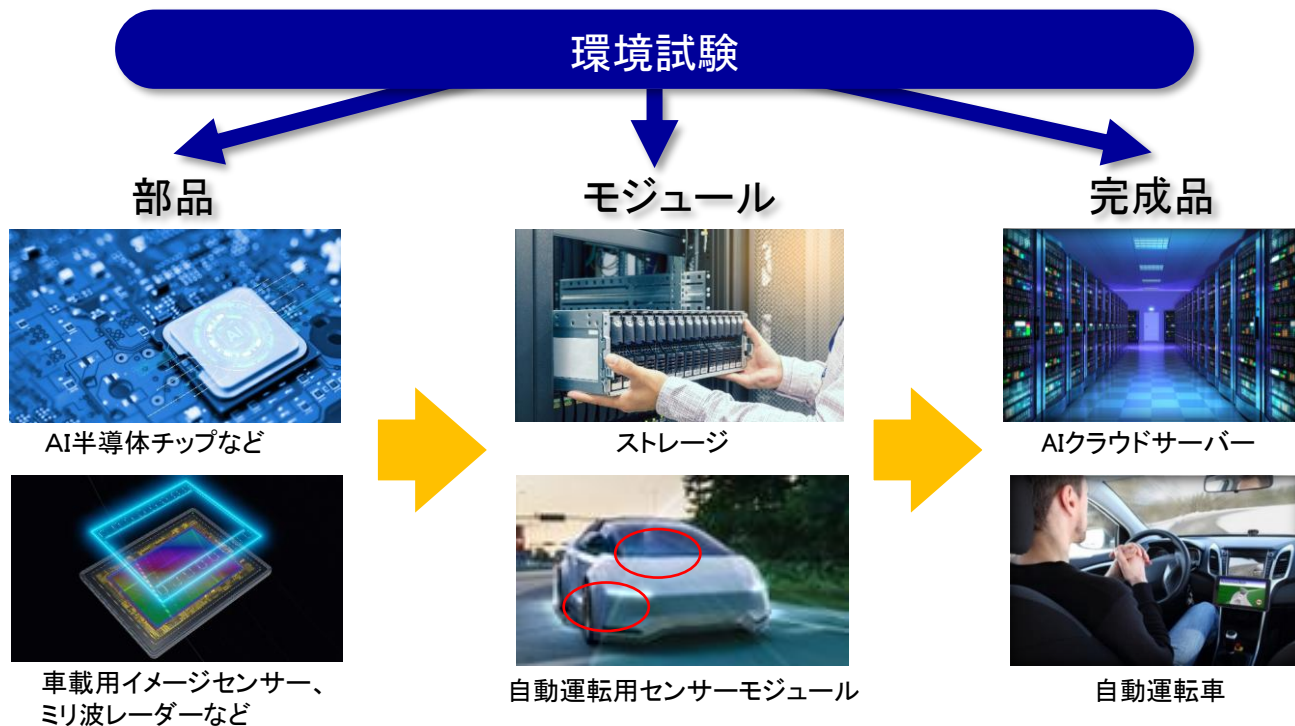 環境試験
部品
モジュール
完成品
AI
AI半導体チップなど
ストレージ
AIクラウドサーバー
車載用イメージセンサー、
ミリ波レーダーなど
自動運転用センサーモジュール
自動運転車